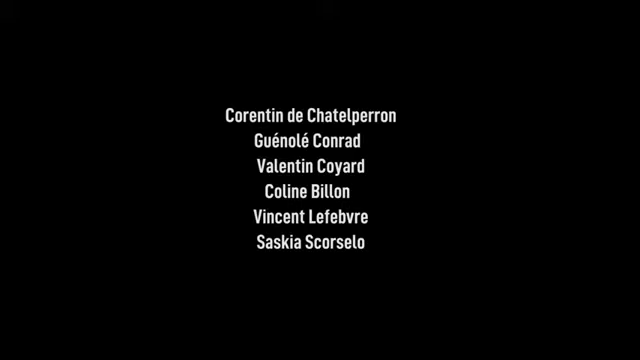 Corentin de Chatelperron
Guénolé Conrad
Valentin Coyard
Coline Billon
Vincent Lefebvre
Saskia Scorselo